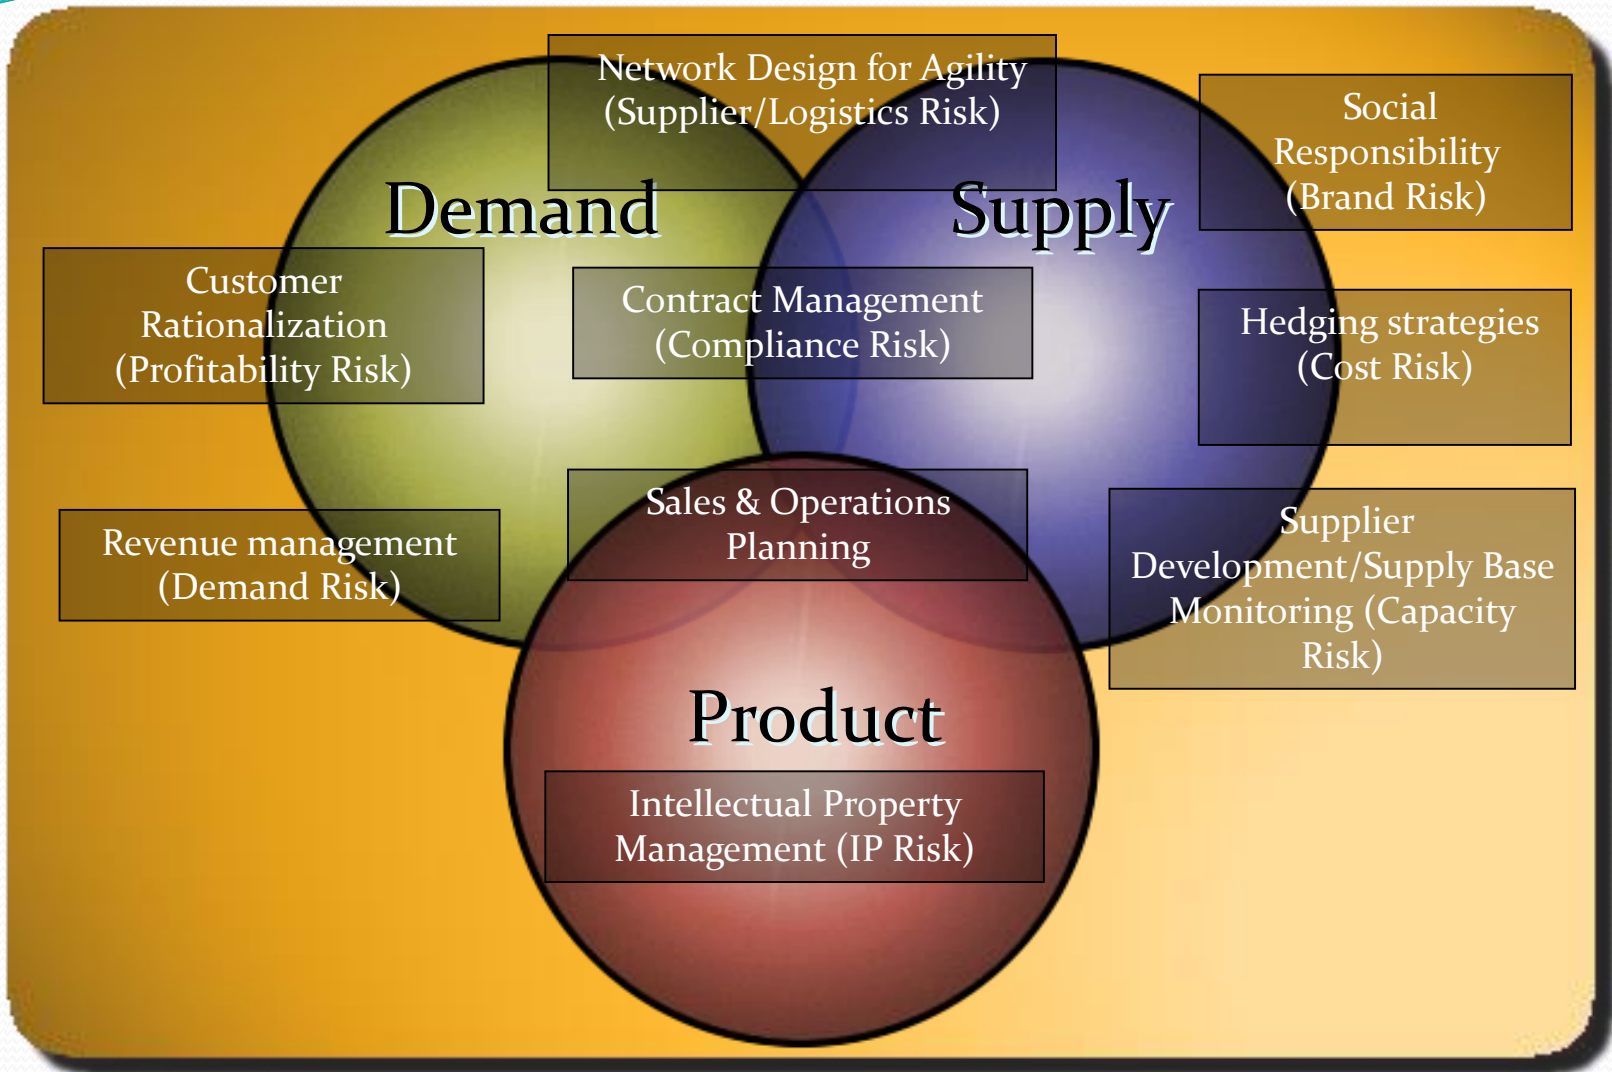 Network Design for Agility
(Supplier/Logistics Risk)
Social
Responsibility
(Brand Risk)
Demand
Supply
Customer
Rationalization
(Profitability Risk)
Contract Management
(Compliance Risk)
Hedging strategies
(Cost Risk)
Sales & Operations
Planning
Revenue management
(Demand Risk)
Supplier
Development/Supply Base
Monitoring (Capacity
Risk)
Product
Intellectual Property
Management (IP Risk)